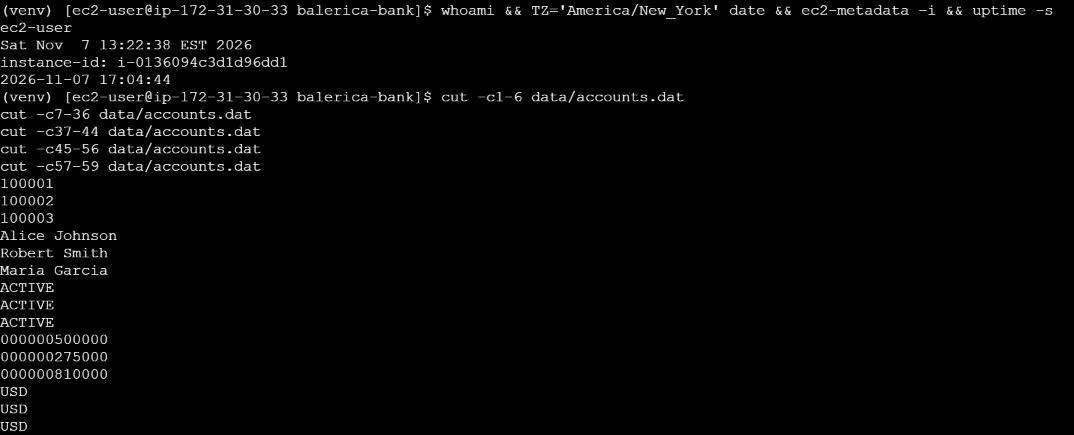 (venv) [ec2-user@ip-172-31-30-33 balerica-bank]$ whoami && TZ='America/New_York' date && ec2-metadata -i && uptime -s
ec2-user
Sat Nov  7 13:22:38 EST 2026
instance-id: i-0136094c3d1d96dd1
2026-11-07 17:04:44
(venv) [ec2-user@ip-172-31-30-33 balerica-bank]$ cut -c1-6 data/accounts.dat
cut -c7-36 data/accounts.dat
cut -c37-44 data/accounts.dat
cut -c45-56 data/accounts.dat
cut -c57-59 data/accounts.dat
100001
100002
100003
Alice Johnson
Robert Smith
Maria Garcia
ACTIVE
ACTIVE
ACTIVE
000000500000
000000275000
000000810000
USD
USD
USD